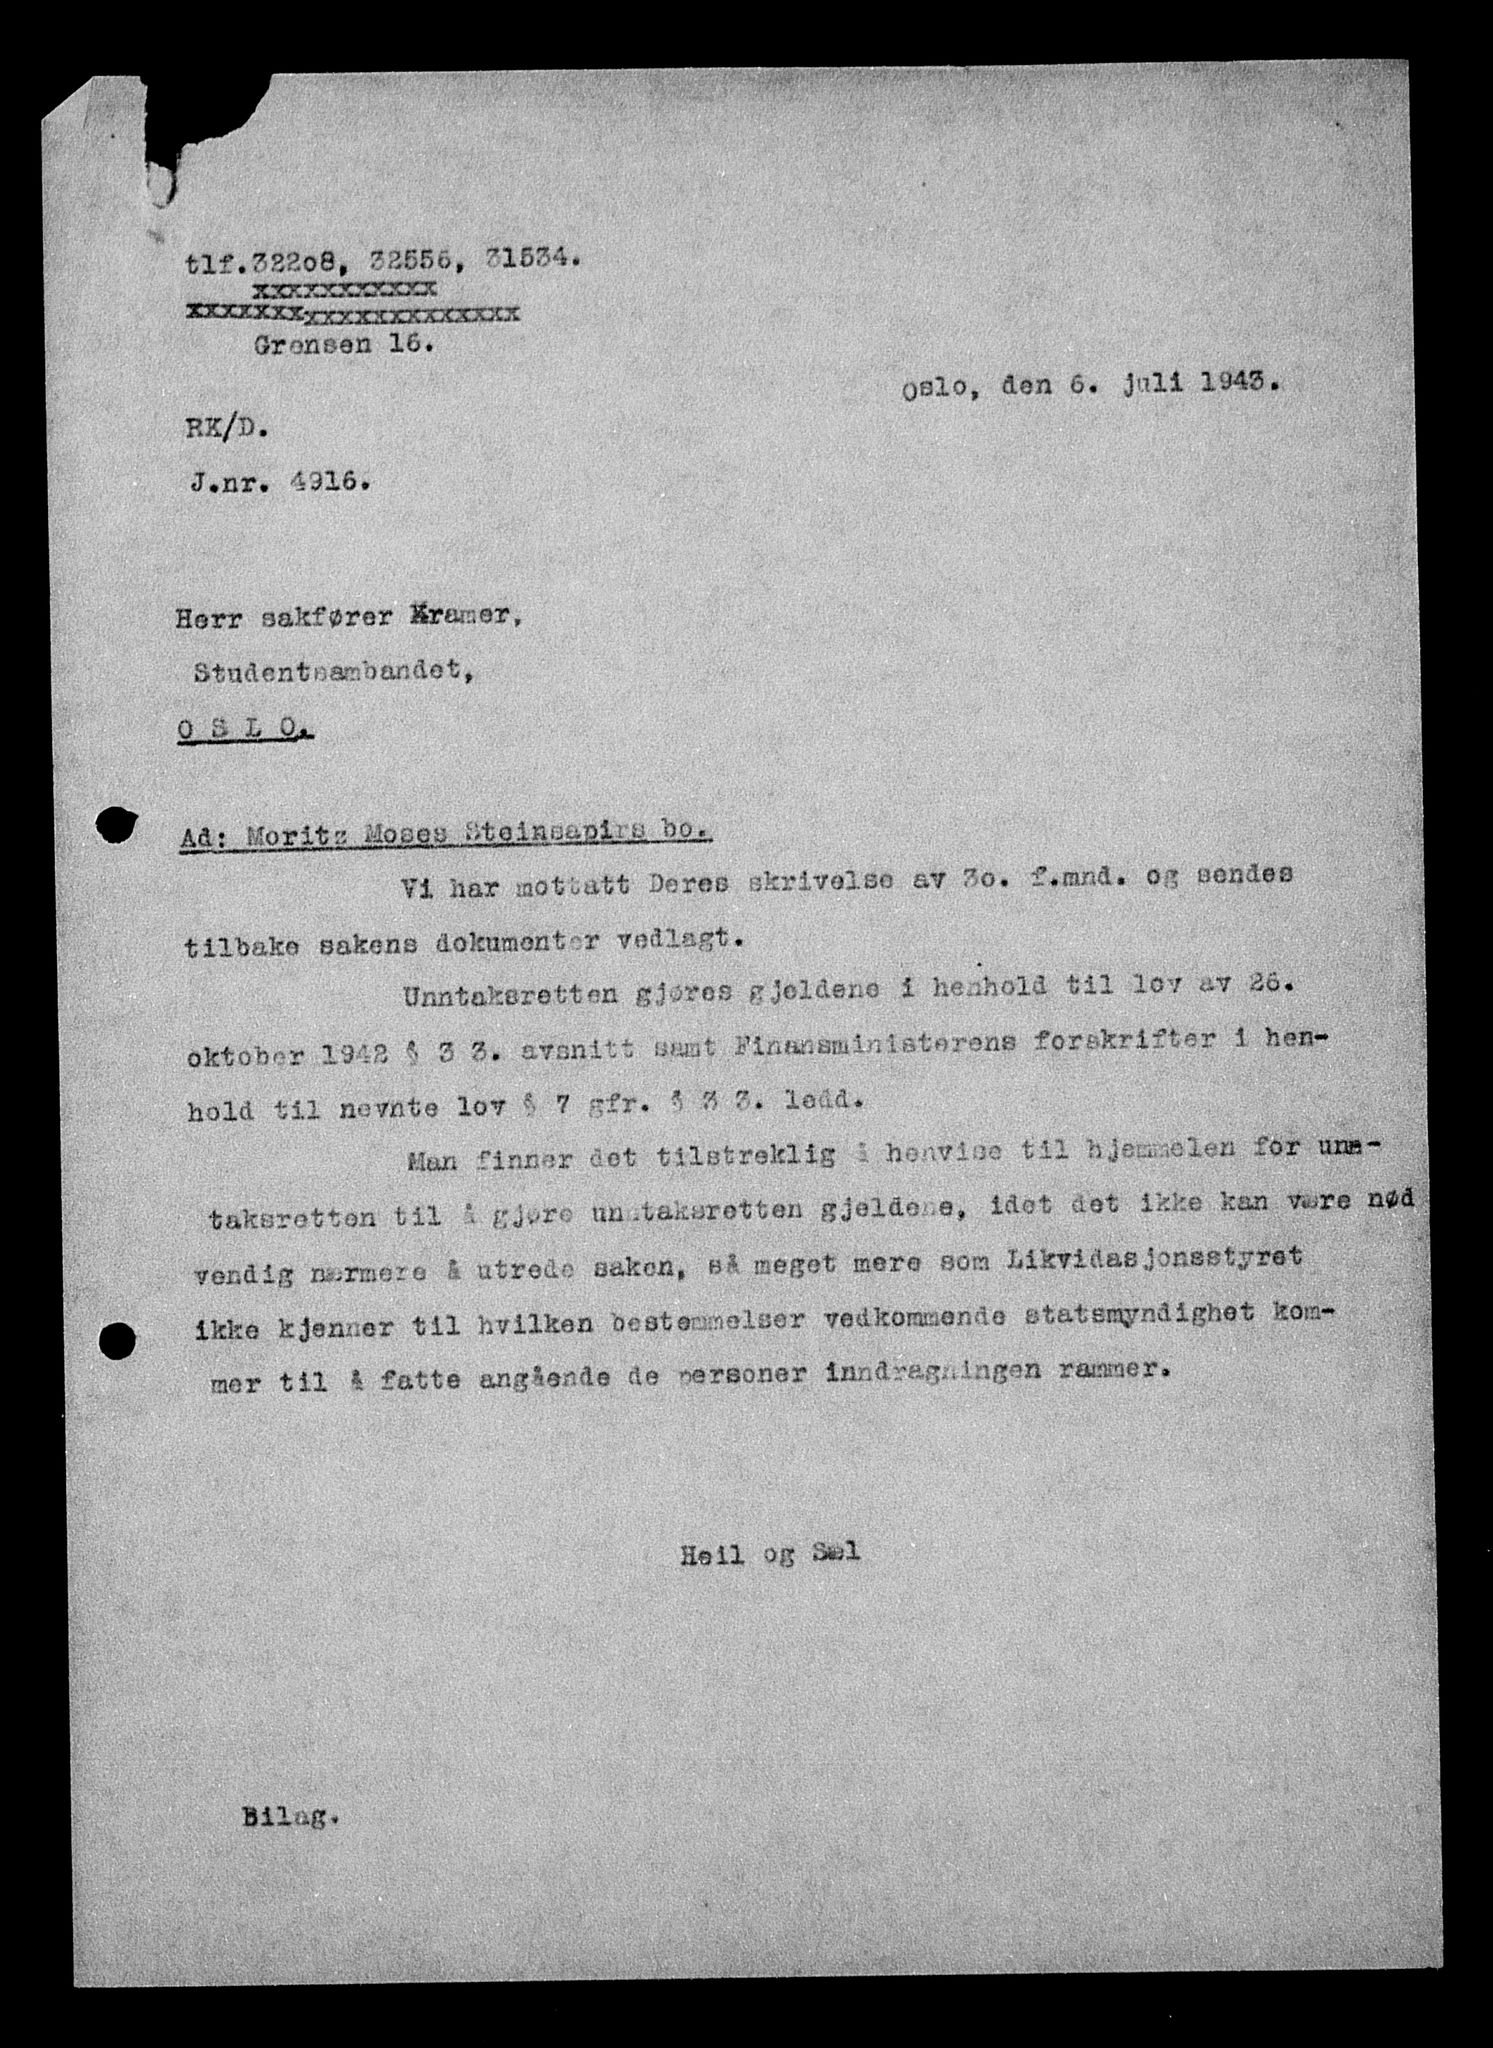 tlf.32208, 32556, 31534.
xxxxxxxxxxx
xxxxxxxxxxxxxxxxxxxx
Grensen 16.
Oslo, den 6. juli 1943.
RK/D.
J.nr. 4916.
Herr sakfører Kramer,
Studentsambandet,
O S L O.
Ad: Moritz Moses Steinsapirs bo.
Vi har mottatt Deres skrivelse av 3o. f.mnd. og sendes
tilbake sakens dokumenter vedlagt.
Unntaksretten gjøres gjeldene i henhold til lov av 26.
oktober 1942 § 3 3. avsnitt samt Finansministerens forskrifter i hen-
hold til nevnte lov § 7 gfr. § 3 3. ledd.
Man finner det tilstreklig å henvise til hjemmelen for unn-
taksretten til å gjøre unntaksretten gjeldene, idet det ikke kan være nød
vendig nærmere å utrede saken, så meget mere som Likvidasjonsstyret
ikke kjenner til hvilken bestemmelser vedkommende statsmyndighet kom-
mer til å fatte angående de personer inndragningen rammer.
Heil og Sæl
Bilag.